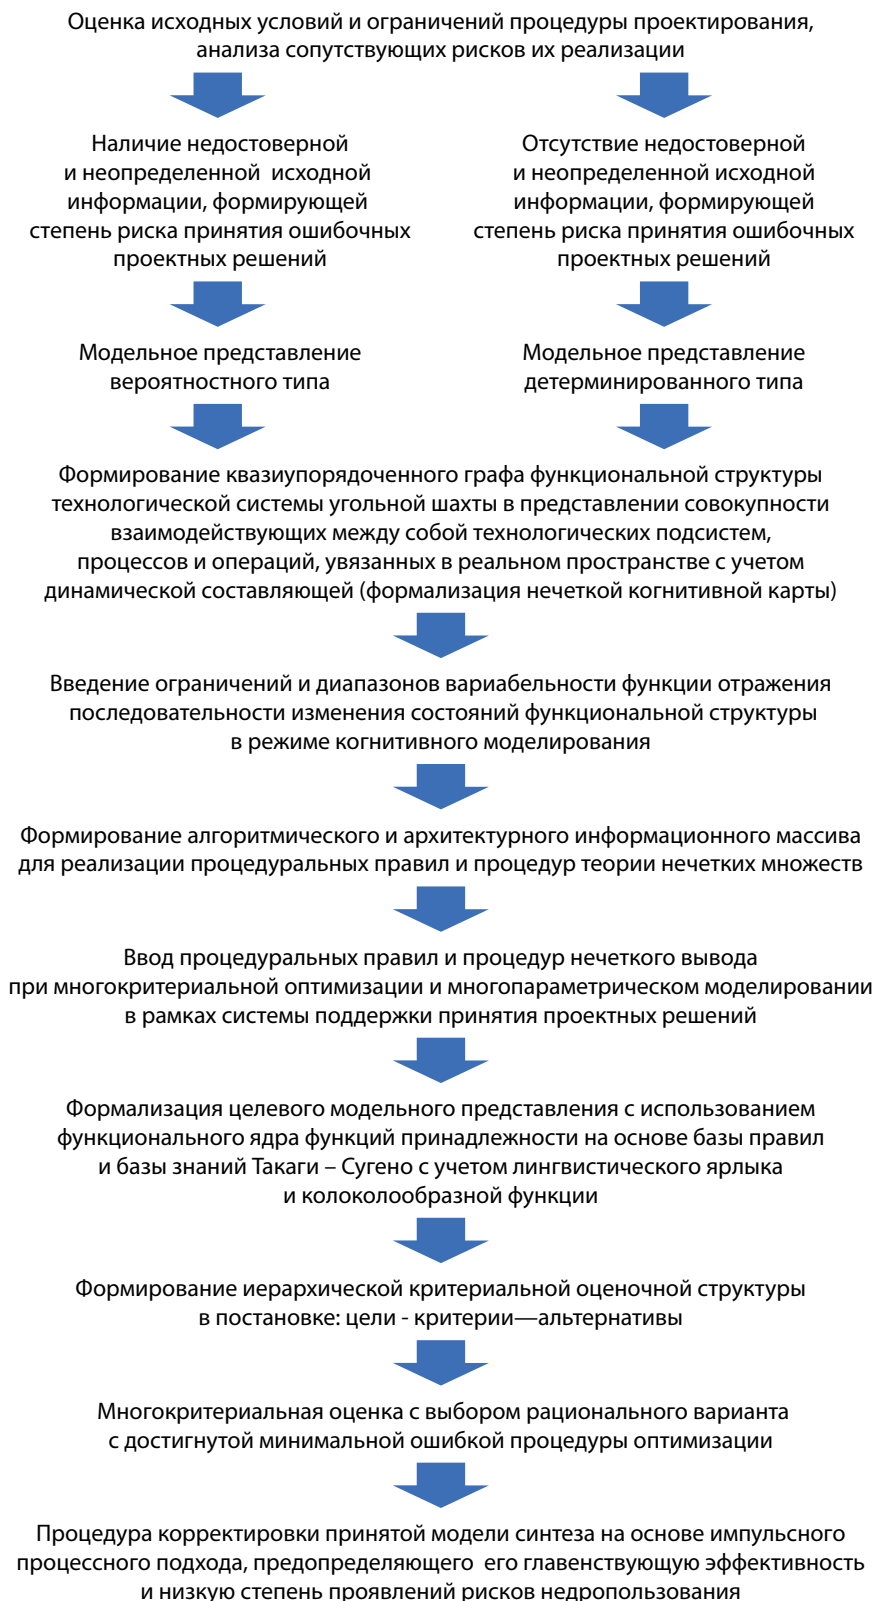 Оценка исходных условий и ограничений процедуры проектирования,
анализа сопутствующих рисков их реализации
Наличие недостоверной
и неопределенной исходной
информации, формирующей
степень риска принятия ошибочных
проектных решений
Отсутствие недостоверной
и неопределенной исходной
информации, формирующей
степень риска принятия ошибочных
проектных решений
Модельное представление
вероятностного типа
Модельное представление
детерминированного типа
Формирование квазиупорядоченного графа функциональной структуры
технологической системы угольной шахты в представлении совокупности
взаимодействующих между собой технологических подсистем,
процессов и операций, увязанных в реальном пространстве с учетом
динамической составляющей (формализация нечеткой когнитивной карты)
Введение ограничений и диапазонов вариабельности функции отражения
последовательности изменения состояний функциональной структуры
в режиме когнитивного моделирования
Формирование алгоритмического и архитектурного информационного массива
для реализации процедуральных правил и процедур теории нечетких множеств
Ввод процедуральных правил и процедур нечеткого вывода
при многокритериальной оптимизации и многопараметрическом моделировании
в рамках системы поддержки принятия проектных решений
Формализация целевого модельного представления с использованием
функционального ядра функций принадлежности на основе базы правил
и базы знаний Такаги – Сугено с учетом лингвистического ярлыка
и колоколообразной функции
Формирование иерархической критериальной оценочной структуры
в постановке: цели - критерии—альтернативы
Многокритериальная оценка с выбором рационального варианта
с достигнутой минимальной ошибкой процедуры оптимизации
Процедура корректировки принятой модели синтеза на основе импульсного
процессного подхода, предопределяющего его главенствующую эффективность
и низкую степень проявлений рисков недропользования